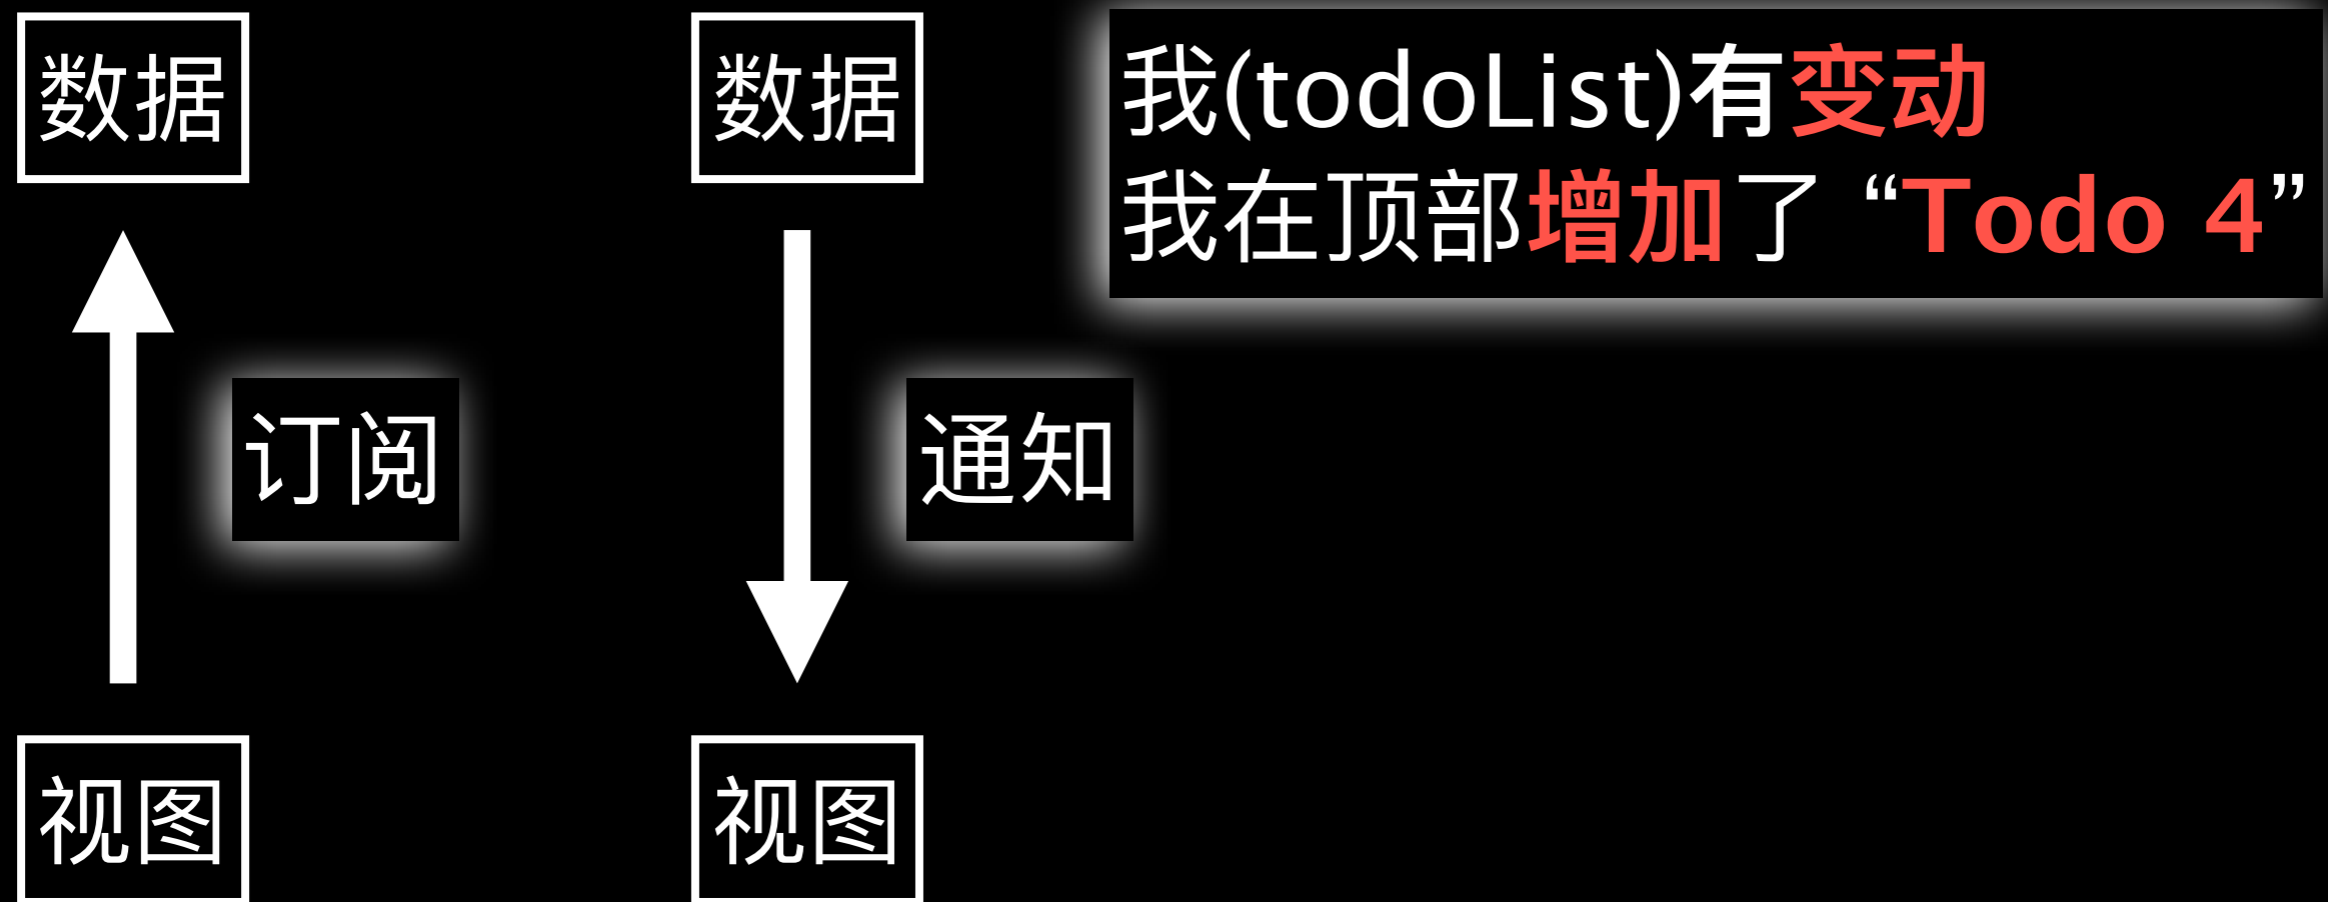 数据
数据
我(todoList)有变动
我在顶部增加了 “Todo 4”
订阅
通知
视图
视图